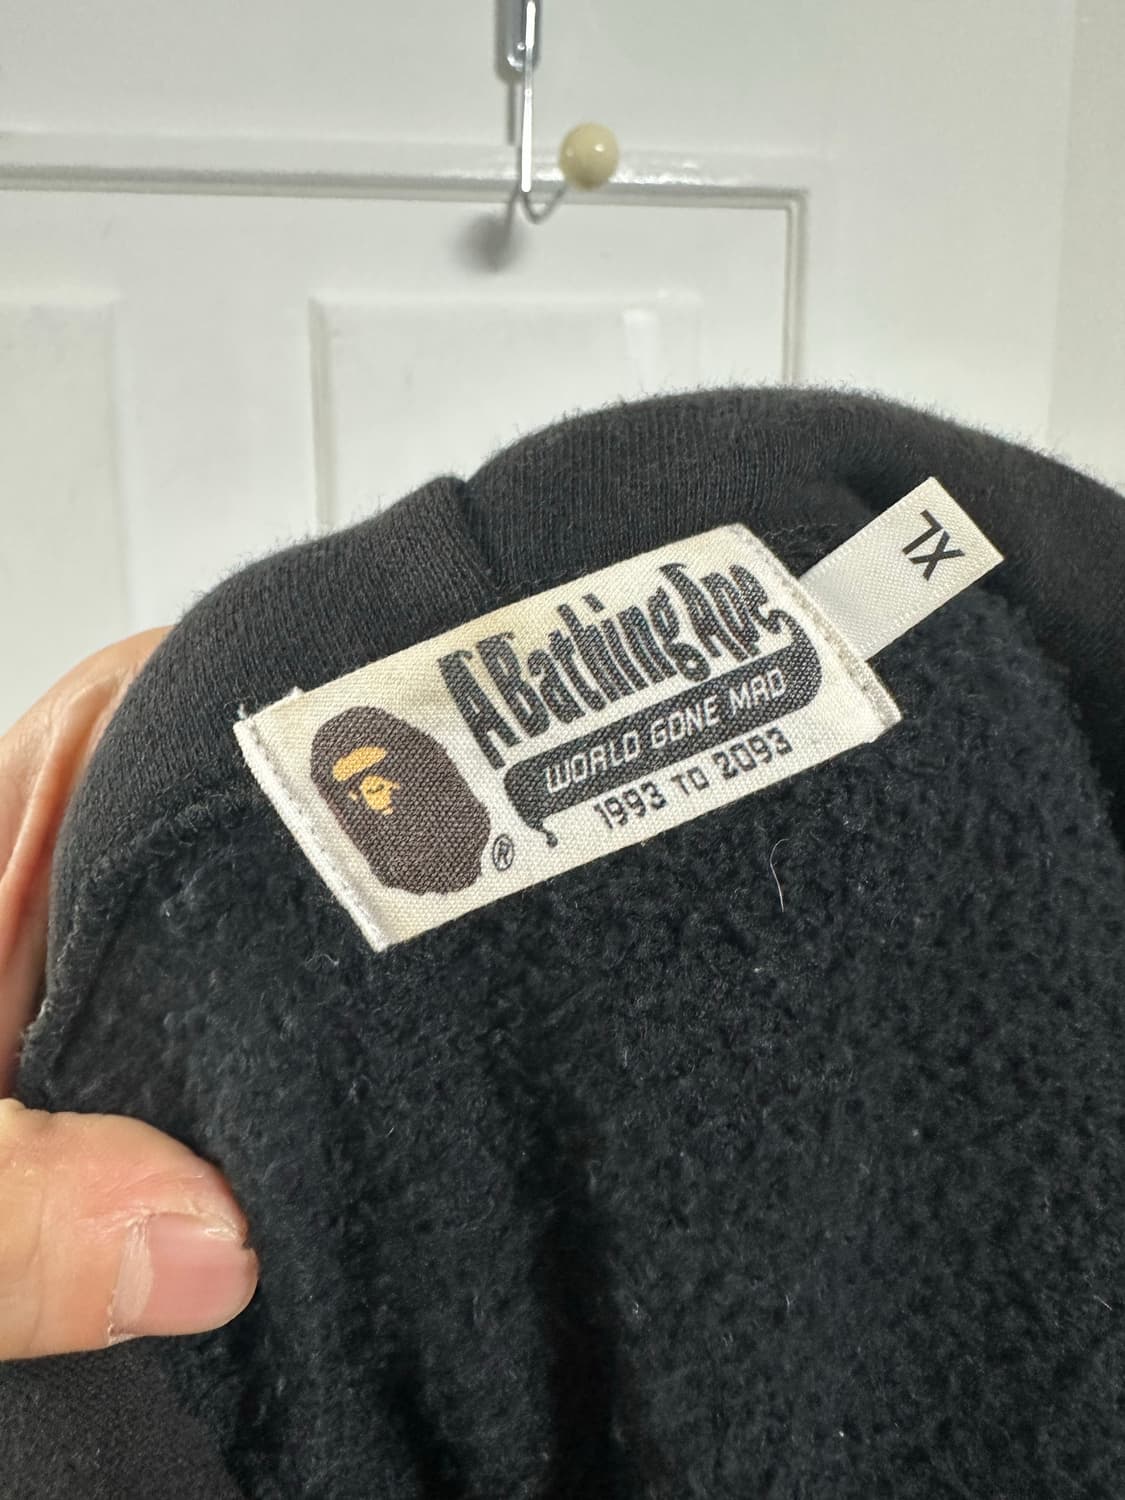 A Bathing Ape
WORLD GONE MAD
1993 TO 2093
®
XL